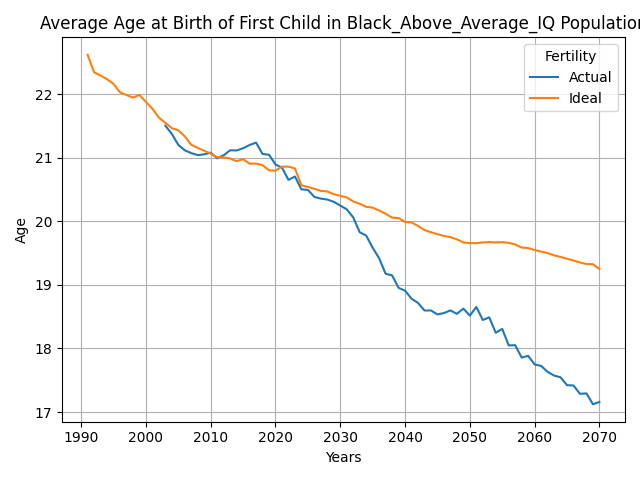 Average Age at Birth of First Child in Black_Above_Average_IQ Population
Fertility
Actual
Ideal
Age
22
21
20
19
18
17
1990 2000 2010 2020 2030 2040 2050 2060 2070
Years